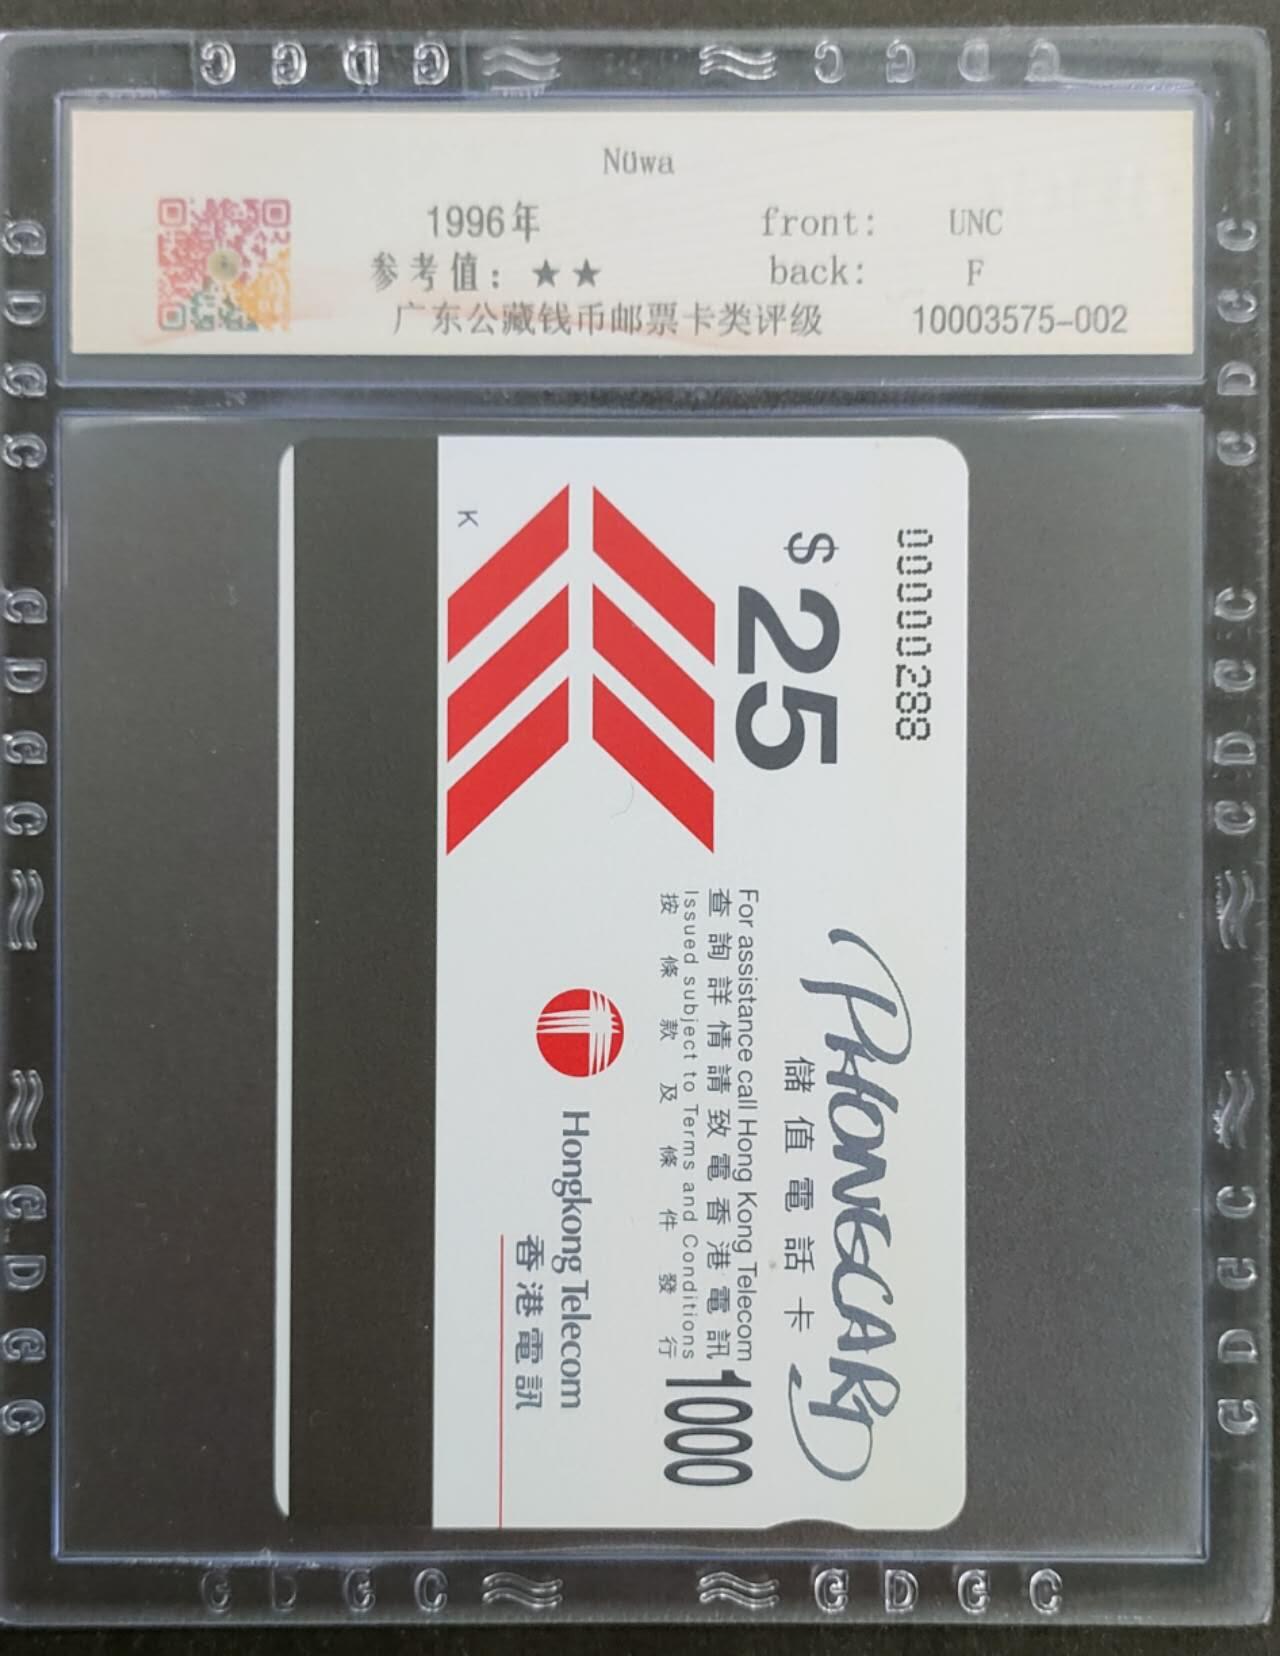 Nüwa
1996年
front: UNC
参考值：★★
back: F
广东公藏钱币邮票卡类评级
10003575-002
00000288
$25
K
PHONECARD
儲值電話卡
For assistance call Hong Kong Telecom
查詢詳情請致電香港電訊
Issued subject to Terms and Conditions
按條款及條件發行
1000
Hongkong Telecom
香港電訊